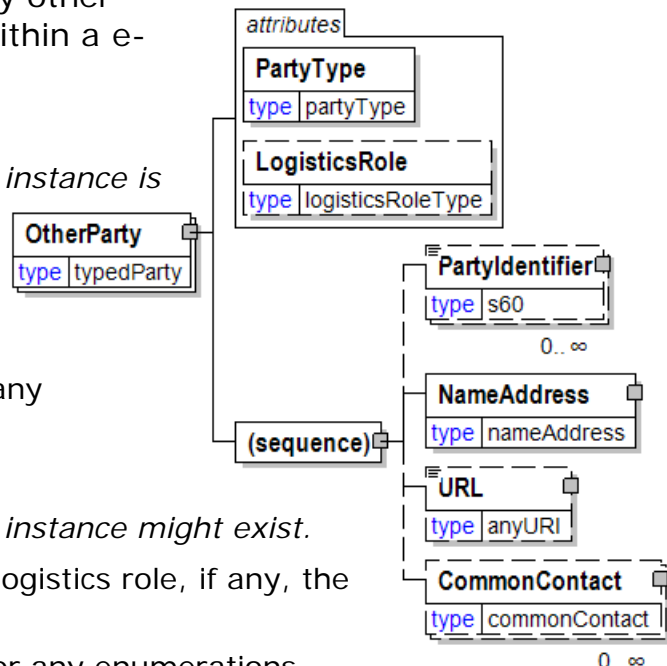 y other
ithin a e-
attributes
PartyType
type partyType
LogisticsRole
type logisticsRoleType
instance is
OtherParty
type typedParty
PartyIdentifier
type s60
0.. ∞
any
NameAddress
type nameAddress
(sequence)
URL
type anyURI
instance might exist.
ogistics role, if any, the
CommonContact
type commonContact
0.. ∞
or any enumerations